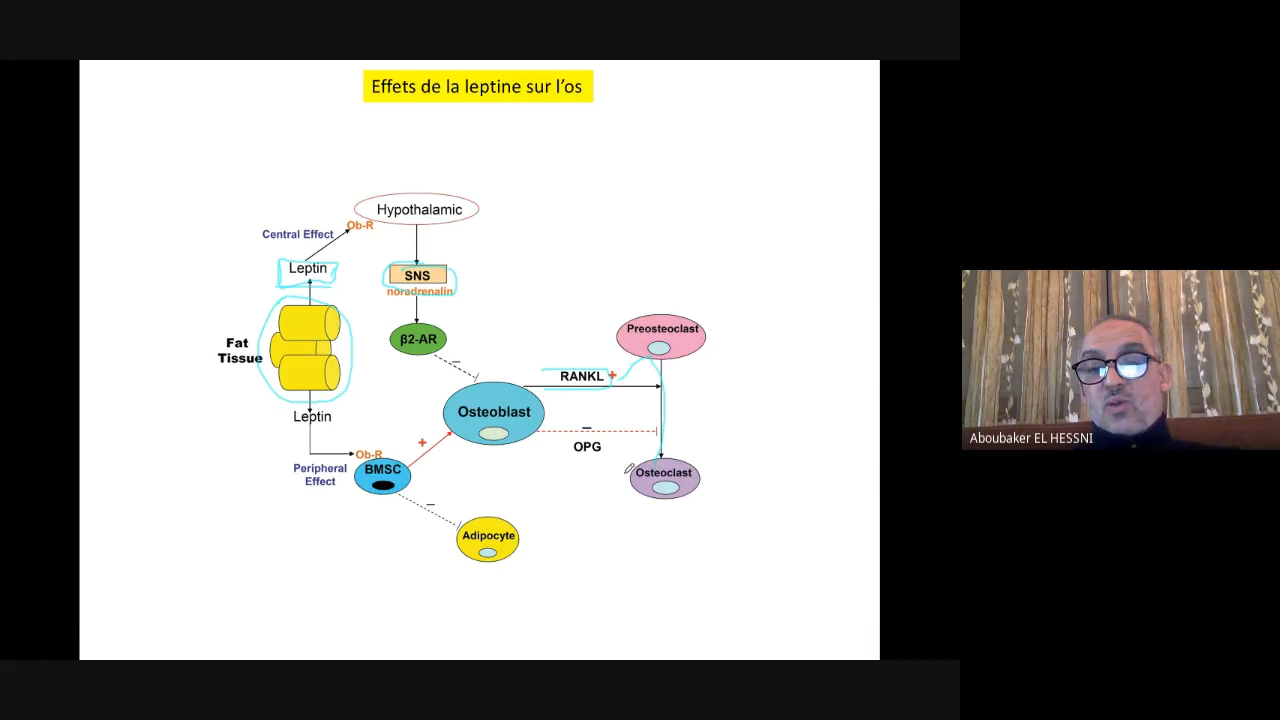 Effets de la leptine sur l’os
Hypothalamic
Ob-R
Central Effect
Leptin
SNS
noradrenalin
β2-AR
–
Fat
Tissue
Preosteoclast
RANKL +
Osteoblast
–
OPG
Leptin
+
Ob-R
BMSC
Peripheral
Effect
Osteoclast
–
Adipocyte
Aboubaker EL HESSNI